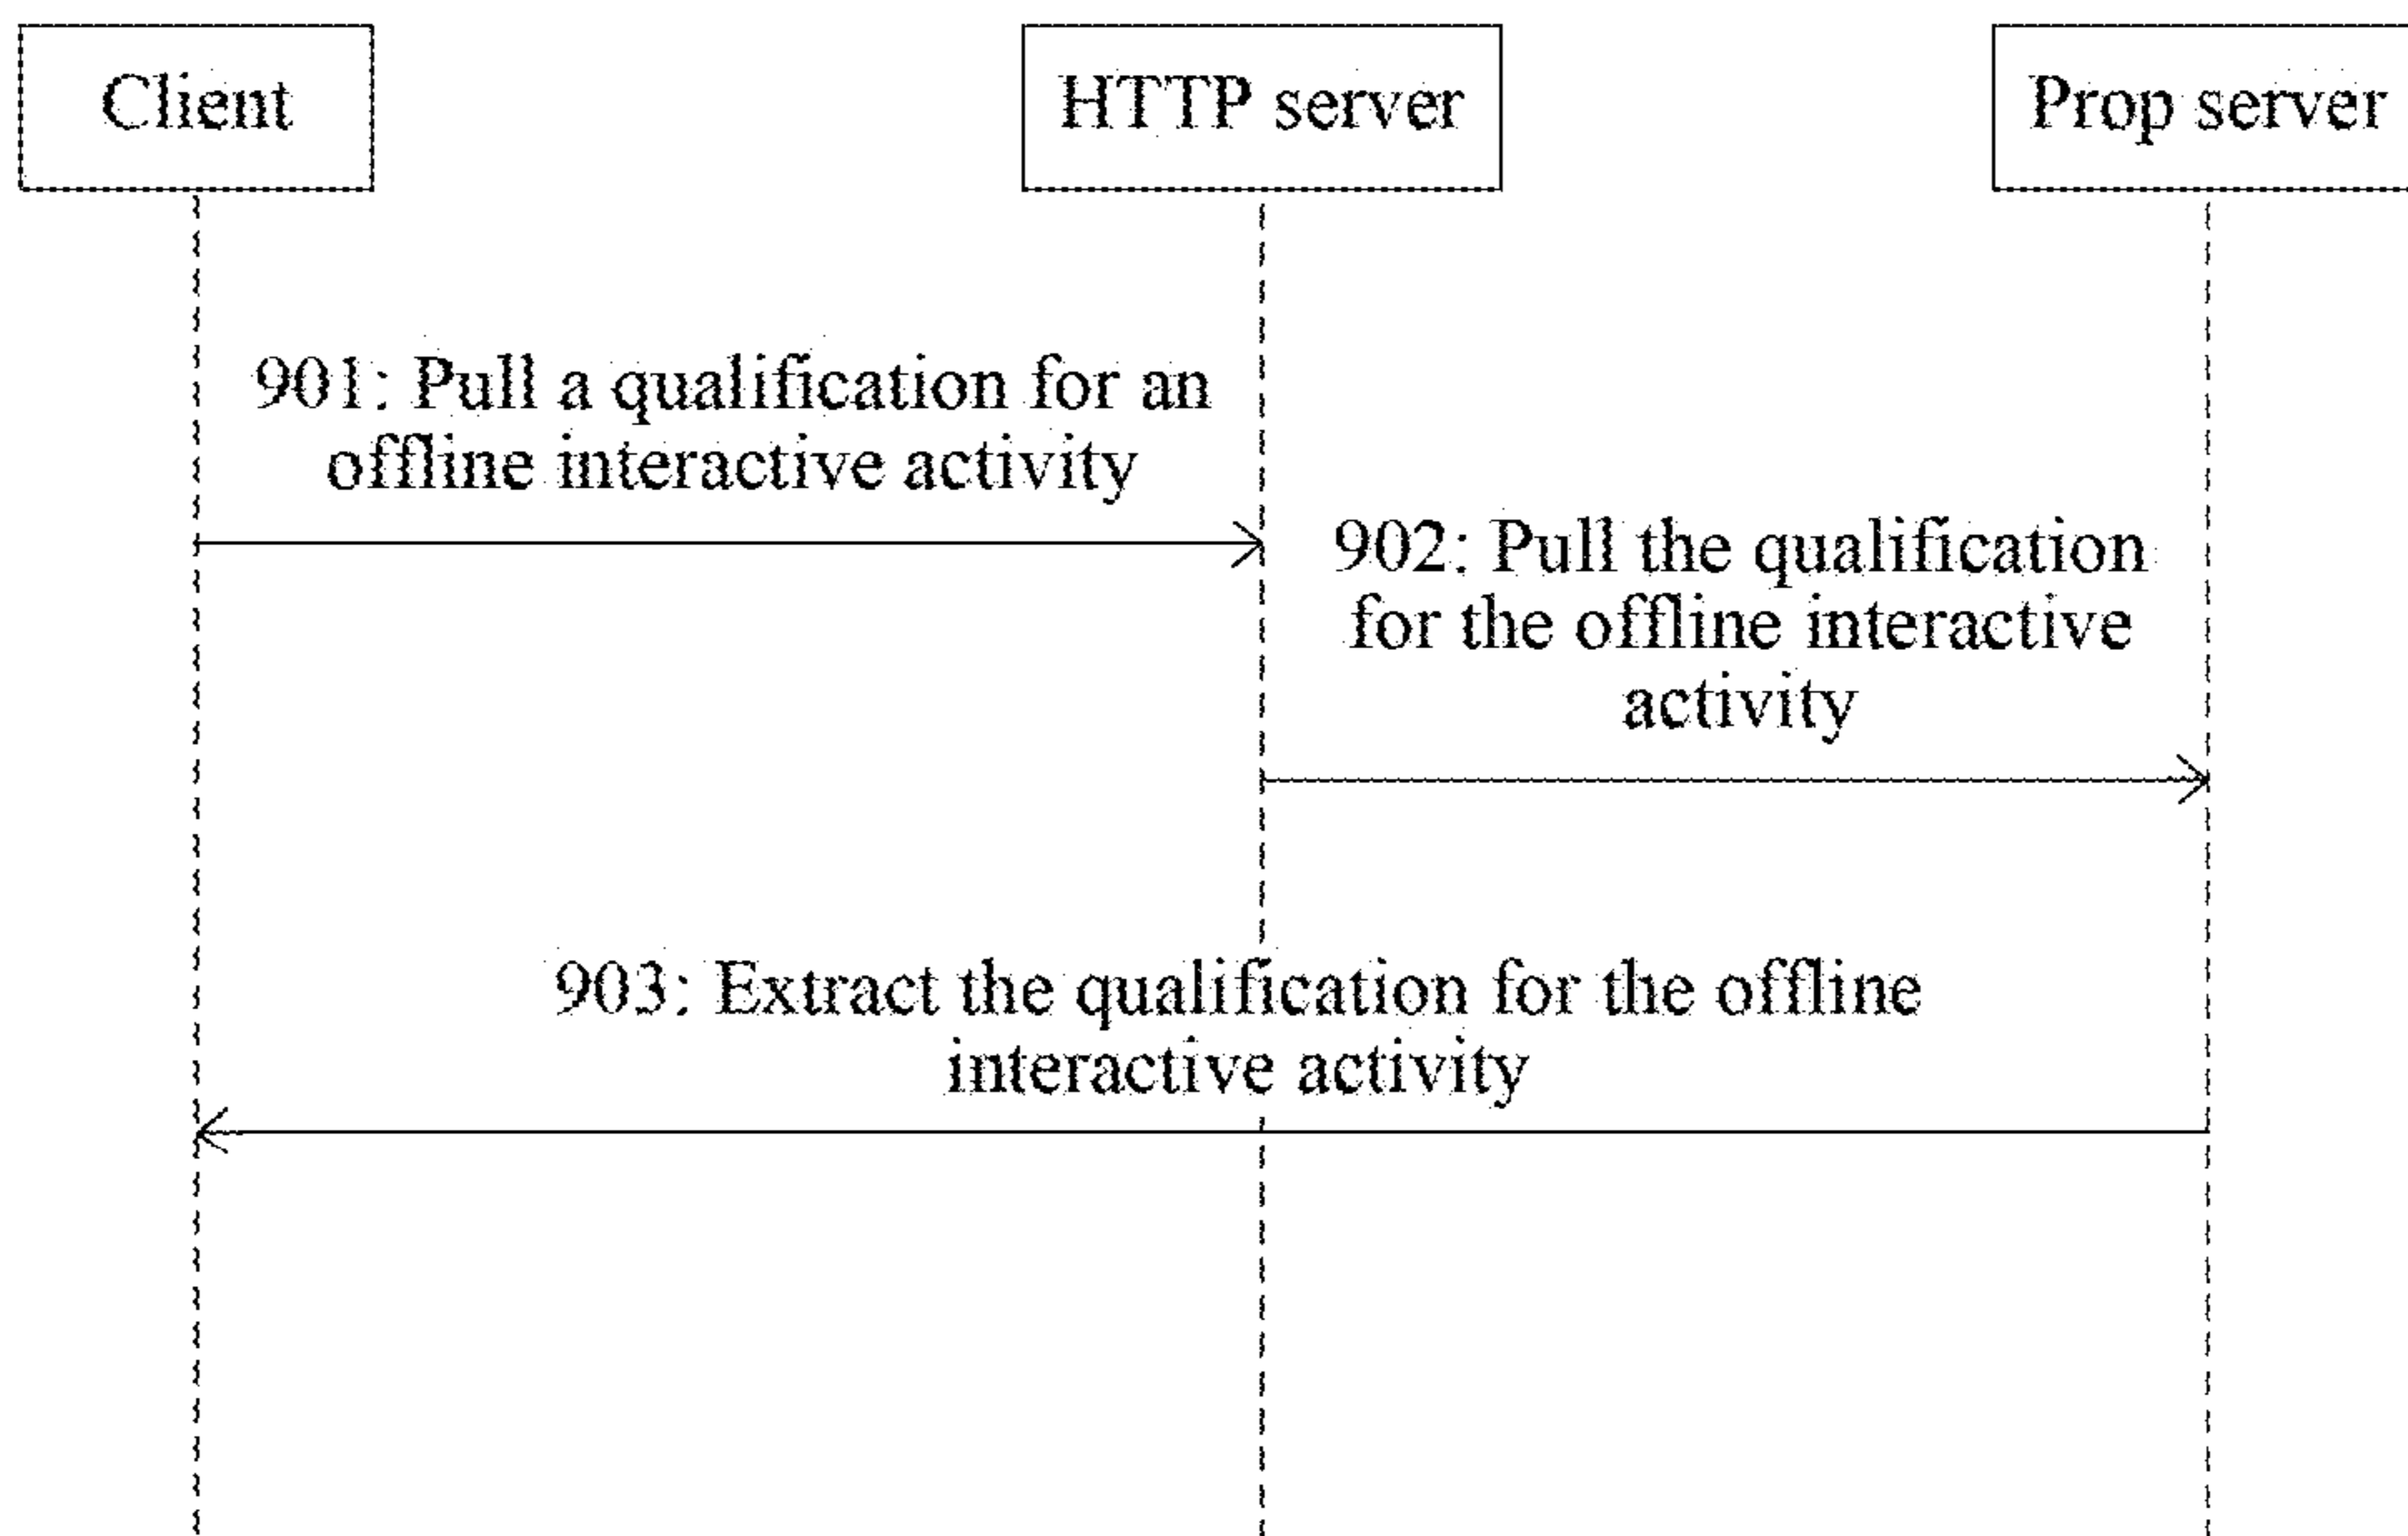 Client
HTTP server
Prop server
901: Pull a qualification for an
offline interactive activity
902: Pull the qualification
for the offline interactive
activity
903: Extract the qualification for the offline
interactive activity